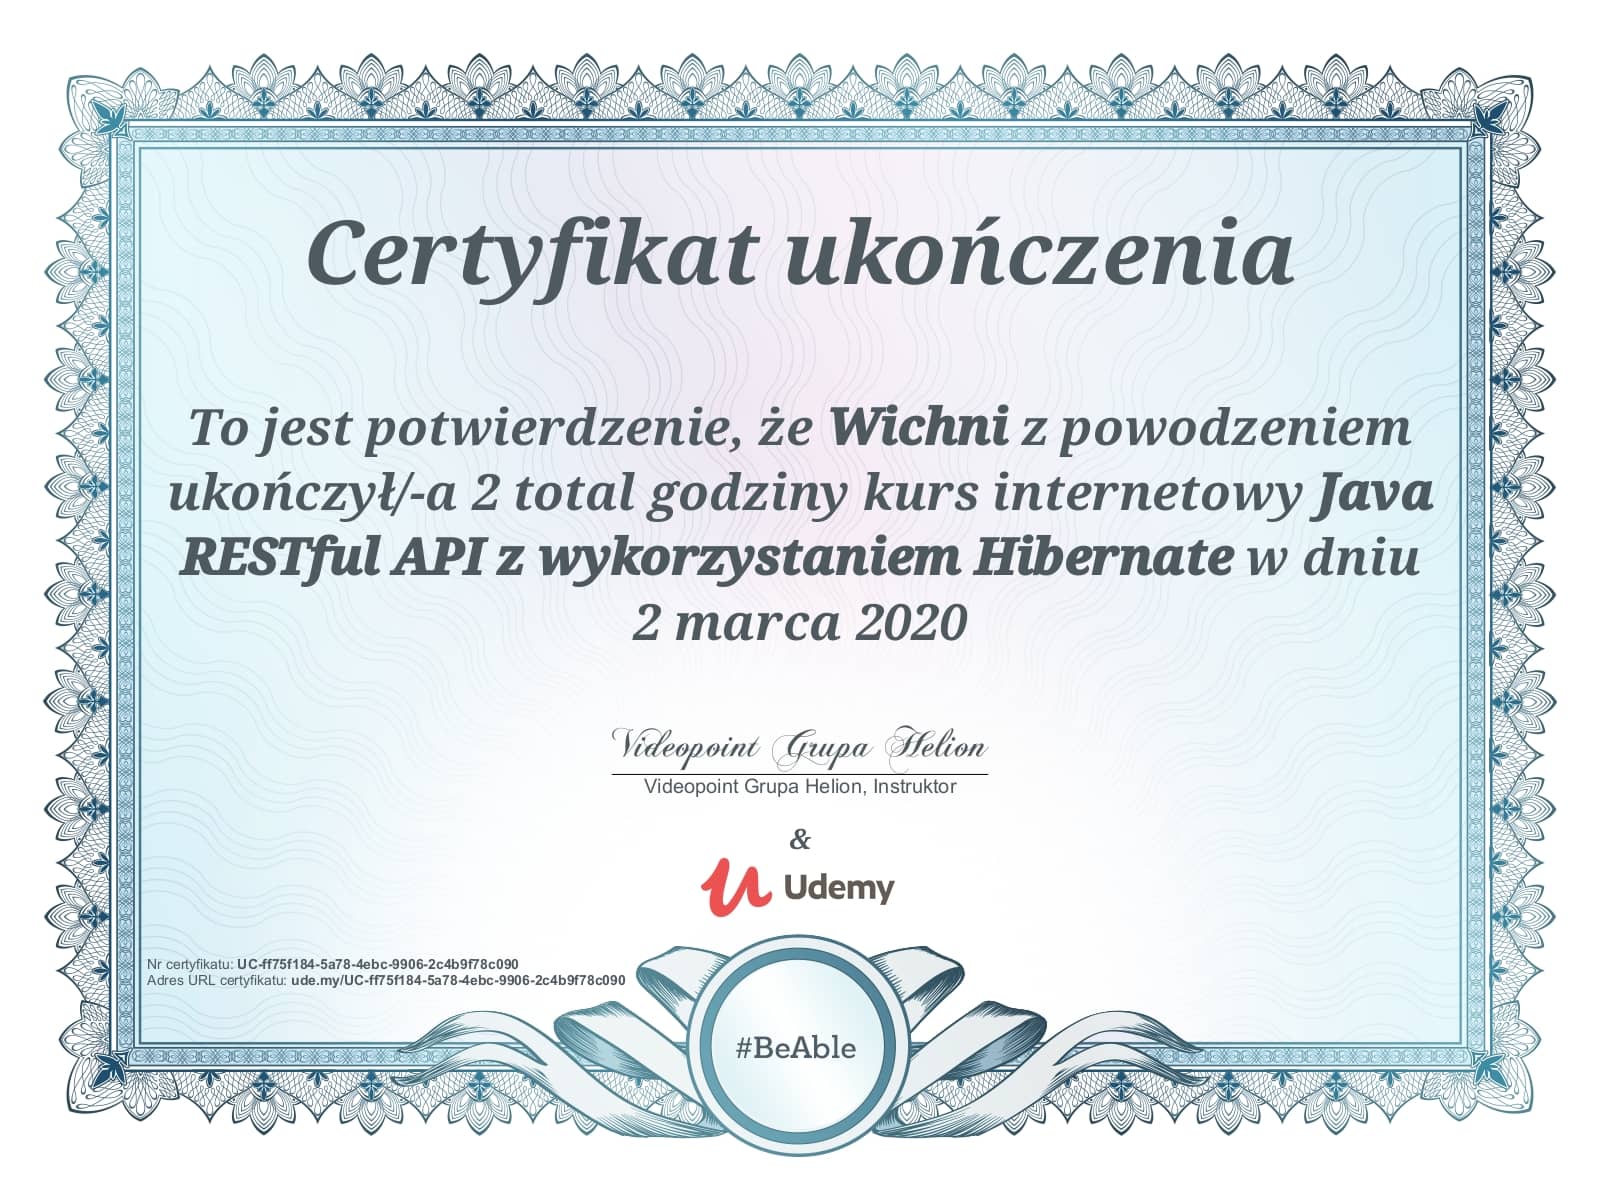 Certyfikat ukończenia
To jest potwierdzenie, że Wichni z powodzeniem
ukończył/-a 2 total godziny kurs internetowy Java
RESTful API z wykorzystaniem Hibernate w dniu
2 marca 2020
Videopoint Grupa Helion
Videopoint Grupa Helion, Instruktor
&
Udemy
Nr certyfikatu: UC-ff75f184-5a78-4ebc-9906-2c4b9f78c090
Adres URL certyfikatu: ude.my/UC-ff75f184-5a78-4ebc-9906-2c4b9f78c090
#BeAble